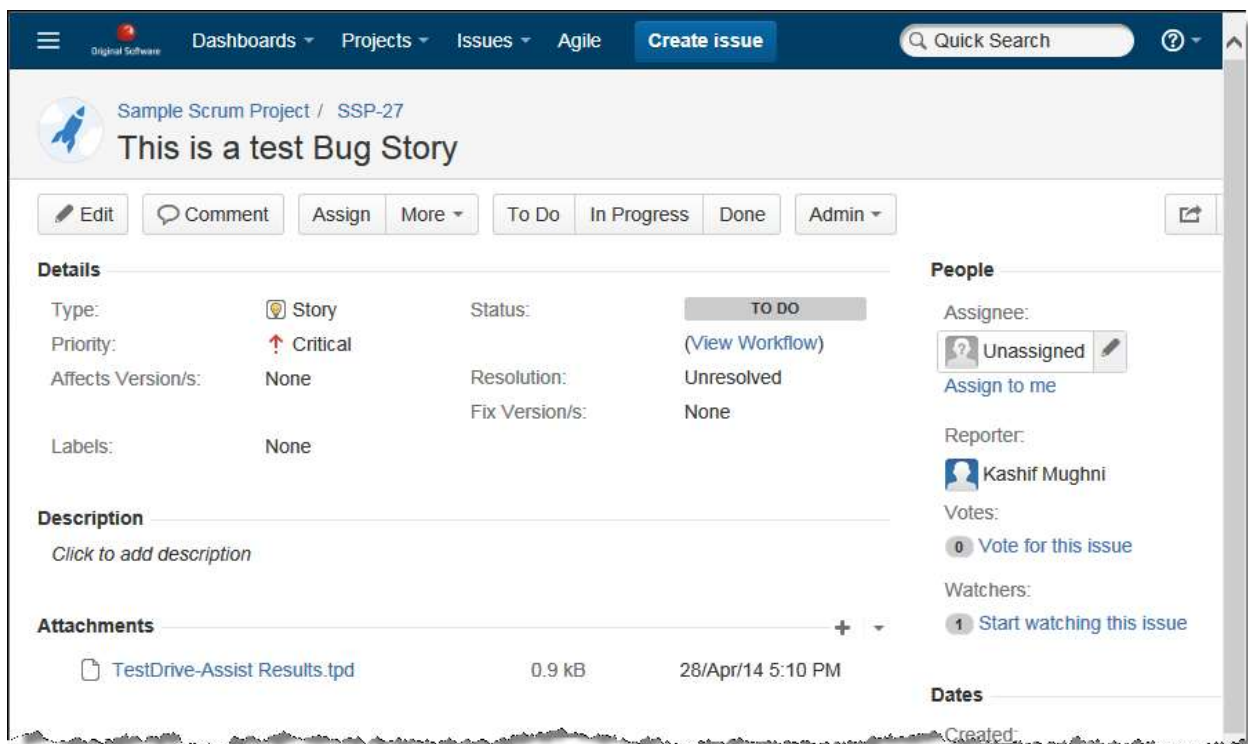 Original Software
Dashboards Projects Issues Agile Create issue Quick Search
Sample Scrum Project / SSP-27
This is a test Bug Story
Edit Comment Assign More To Do In Progress Done Admin
Details
Type: Story
Priority: Critical
Affects Version/s: None
Labels: None
Status: TO DO
(View Workflow)
Resolution: Unresolved
Fix Version/s: None
Description
Click to add description
Attachments
TestDrive-Assist Results.tpd 0.9 kB 28/Apr/14 5:10 PM
People
Assignee:
Unassigned
Assign to me
Reporter:
Kashif Mughni
Votes:
0 Vote for this issue
Watchers:
1 Start watching this issue
Dates
Created: